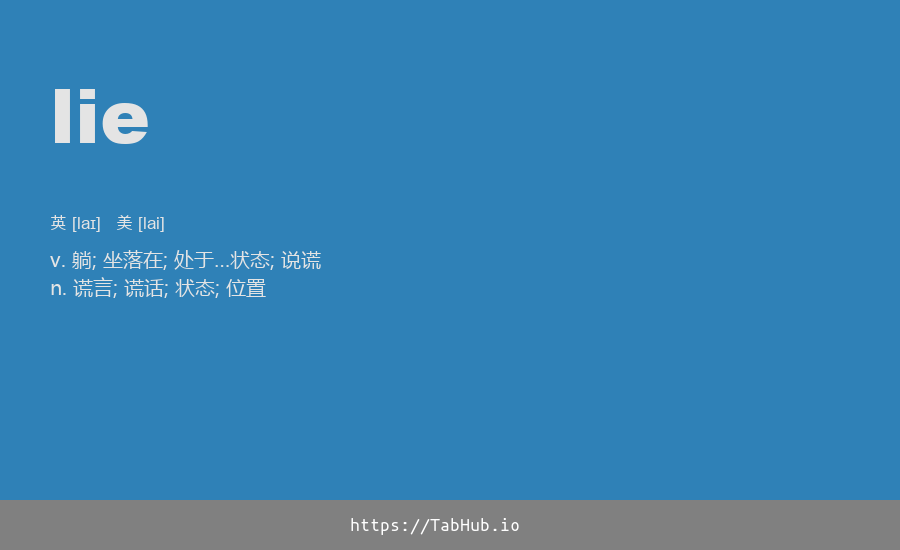 lie
英 [laɪ] 美 [lai]
v. 躺; 坐落在; 处于...状态; 说谎
n. 谎言; 谎话; 状态; 位置
https://TabHub.io